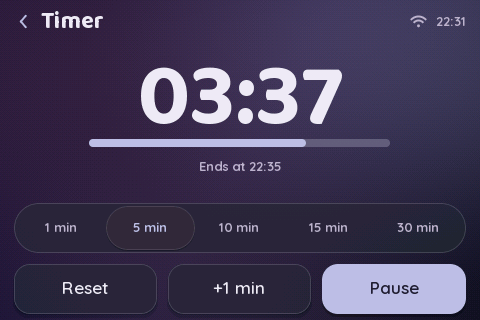 Timer
22:31
03:37
Ends at 22:35
1 min
5 min
10 min
15 min
30 min
Reset
+1 min
Pause